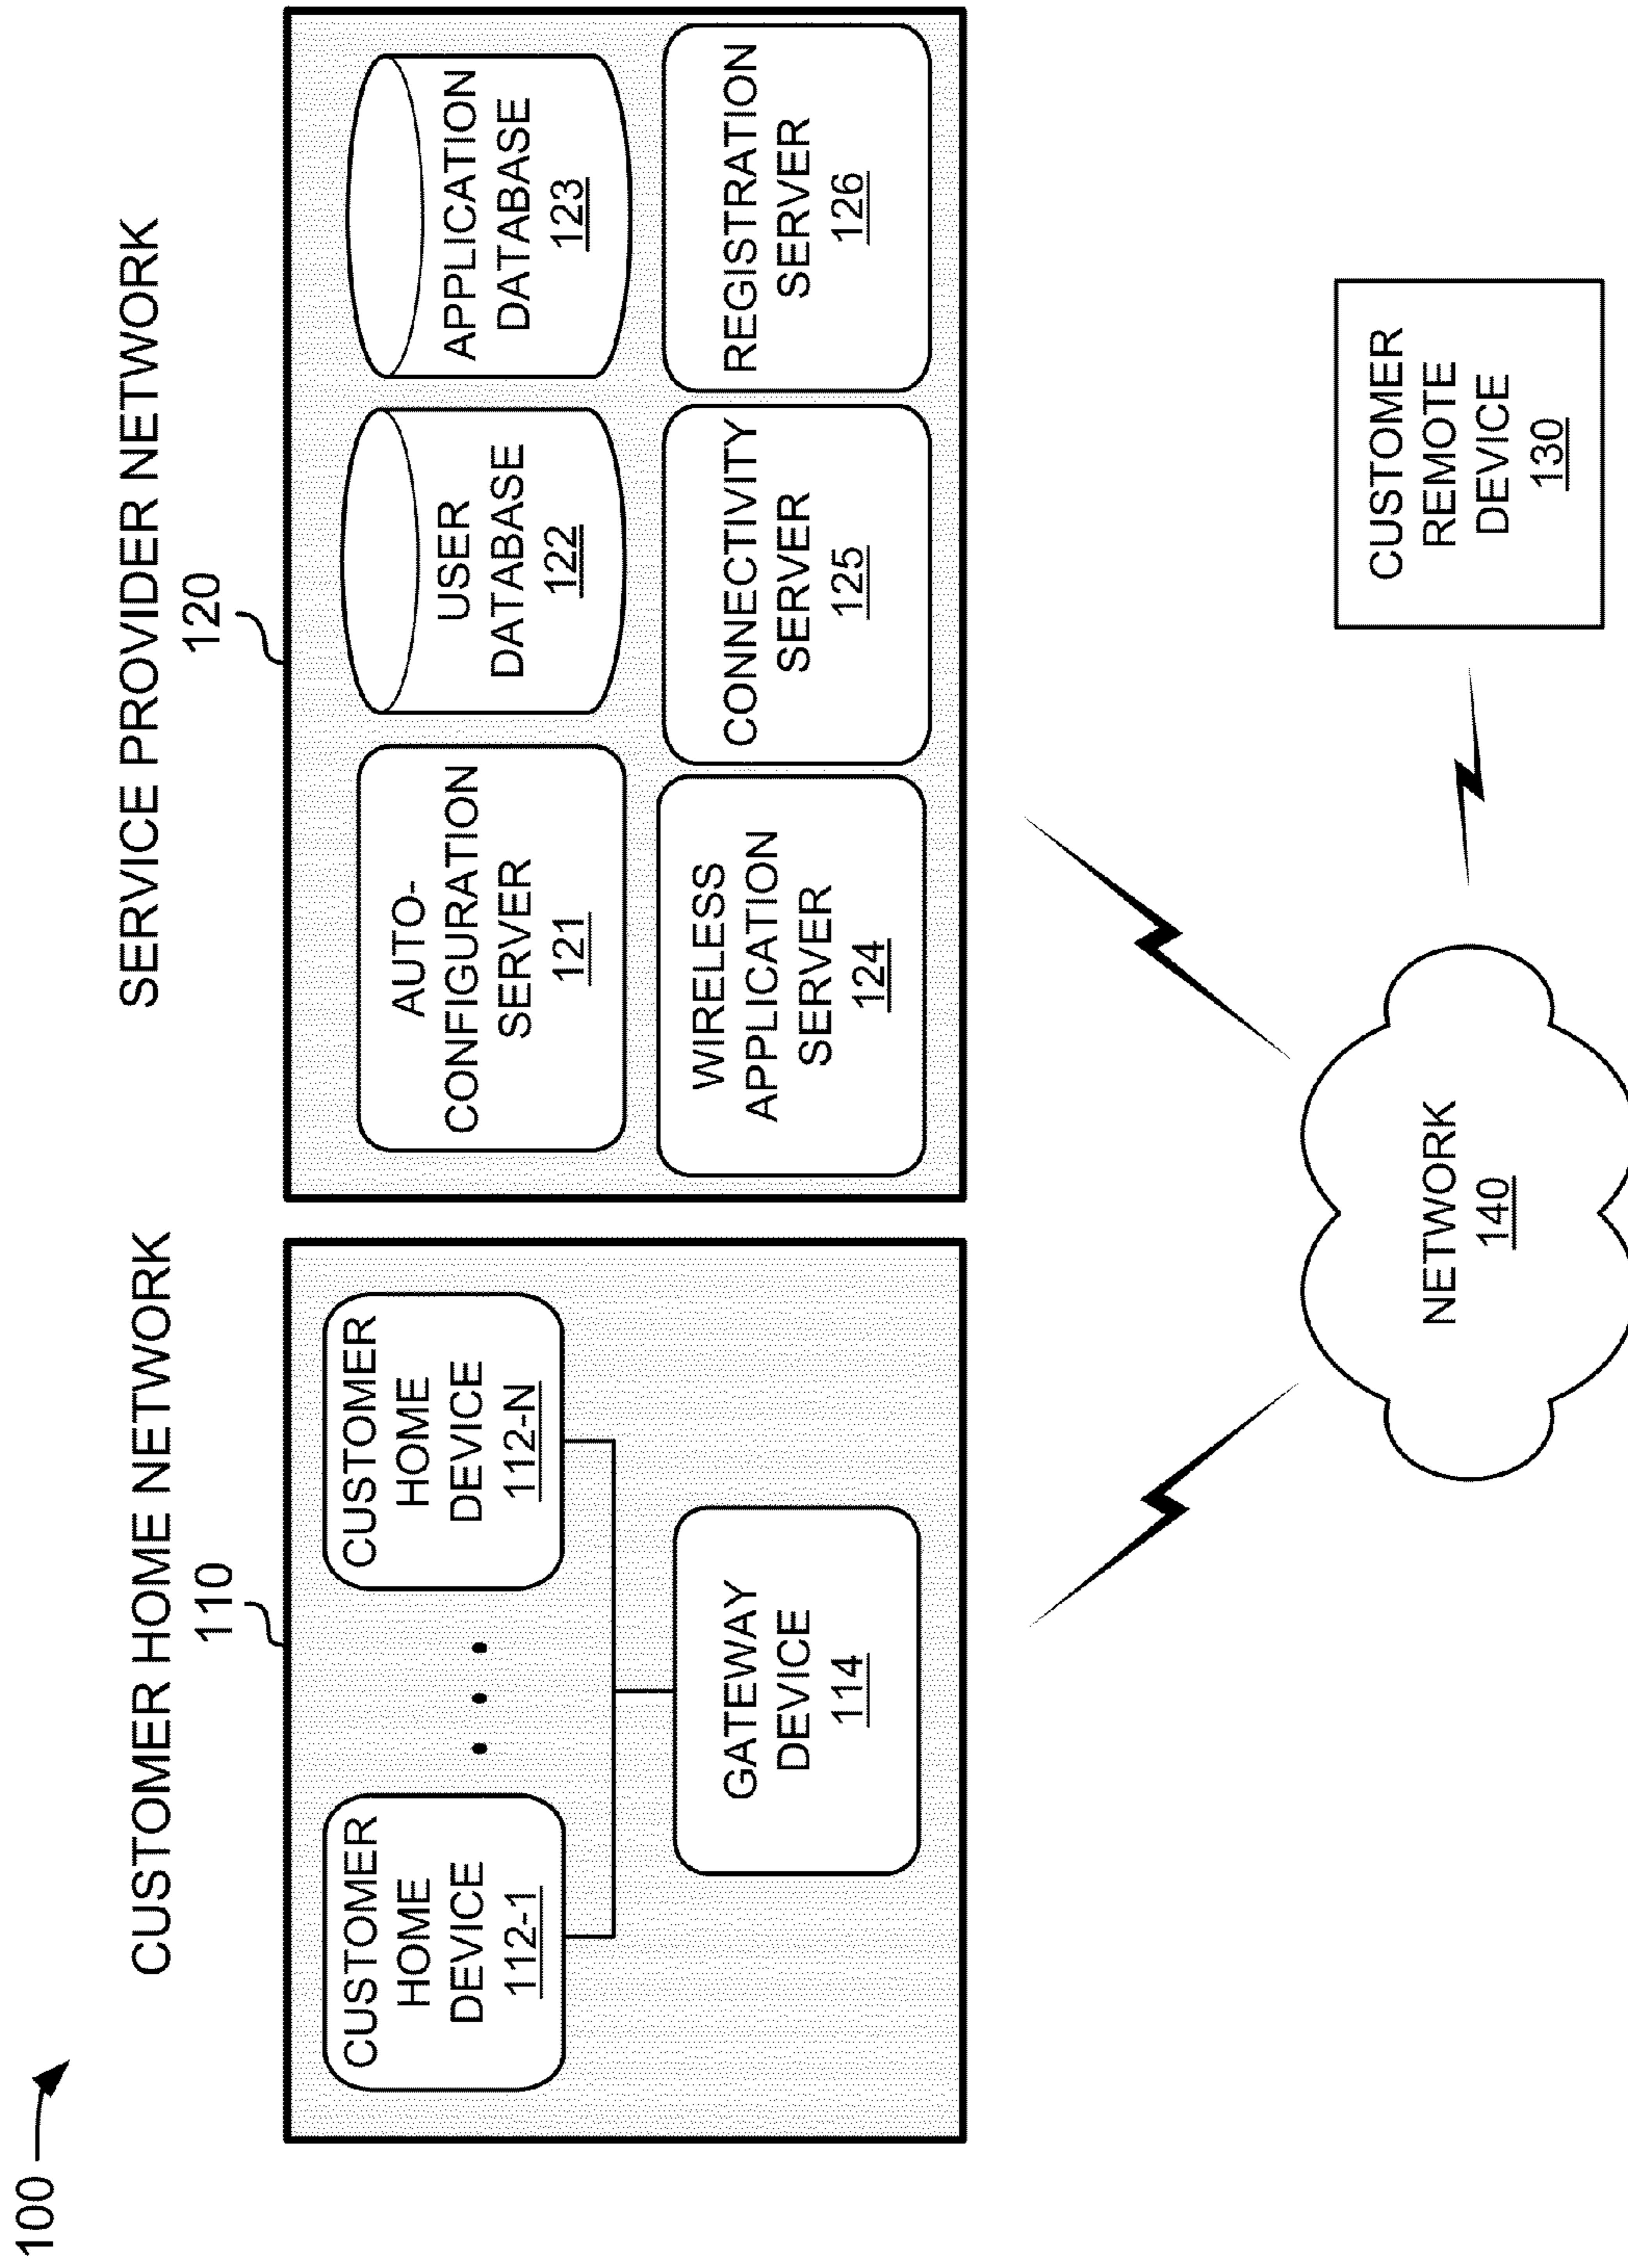 100
CUSTOMER HOME NETWORK
110
CUSTOMER
HOME
DEVICE
112-1
CUSTOMER
HOME
DEVICE
112-N
GATEWAY
DEVICE
114
SERVICE PROVIDER NETWORK
120
AUTO-
CONFIGURATION
SERVER
121
USER
DATABASE
122
APPLICATION
DATABASE
123
WIRELESS
APPLICATION
SERVER
124
CONNECTIVITY
SERVER
125
REGISTRATION
SERVER
126
NETWORK
140
CUSTOMER
REMOTE
DEVICE
130